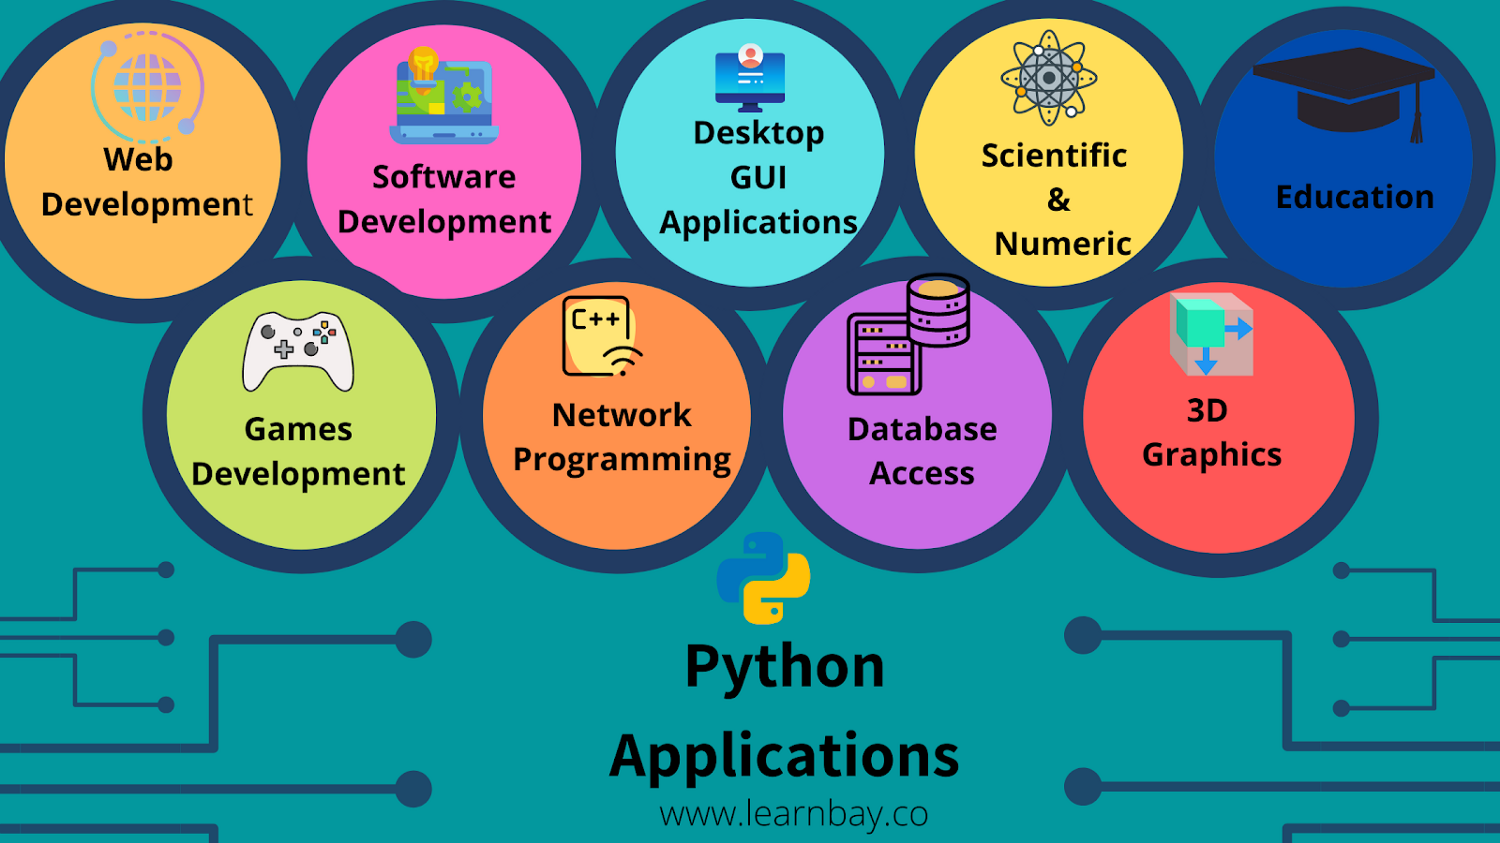 Web
Development
Software
Development
Desktop
GUI
Applications
Scientific
&
Numeric
Education
Games
Development
C++
Network
Programming
Database
Access
3D
Graphics
Python
Applications
www.learnbay.co